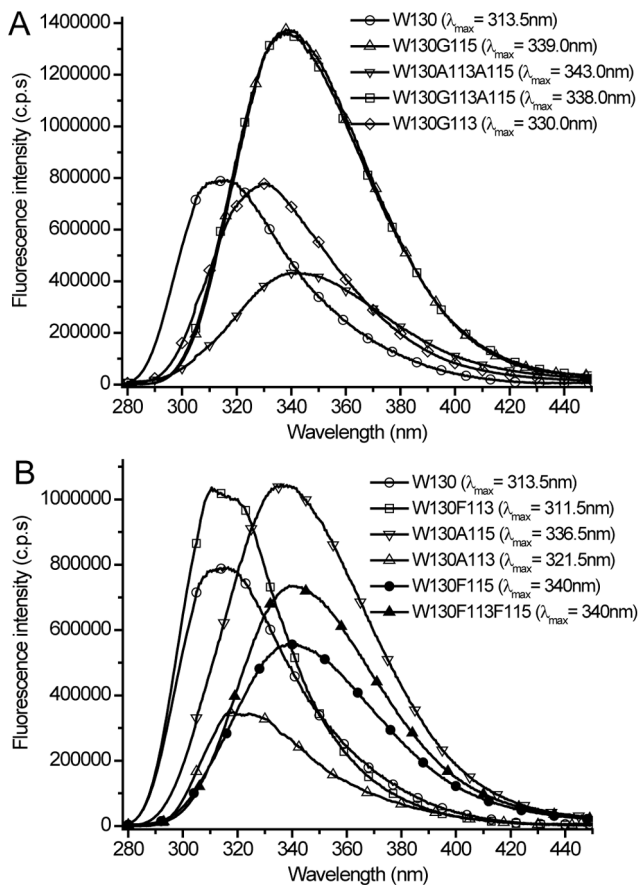 A
1400000
1200000
1000000
800000
600000
400000
200000
0
Fluorescence intensity (c.p.s)
W130 (λmax= 313.5nm)
W130G115 (λmax= 339.0nm)
W130A113A115 (λmax= 343.0nm)
W130G113A115 (λmax= 338.0nm)
W130G113 (λmax= 330.0nm)
280 300 320 340 360 380 400 420 440
Wavelength (nm)
B
1000000
800000
600000
400000
200000
0
Fluorescence intensity (c.p.s)
W130 (λmax= 313.5nm)
W130F113 (λmax= 311.5nm)
W130A115 (λmax= 336.5nm)
W130A113 (λmax= 321.5nm)
W130F115 (λmax= 340nm)
W130F113F115 (λmax= 340nm)
280 300 320 340 360 380 400 420 440
Wavelength (nm)